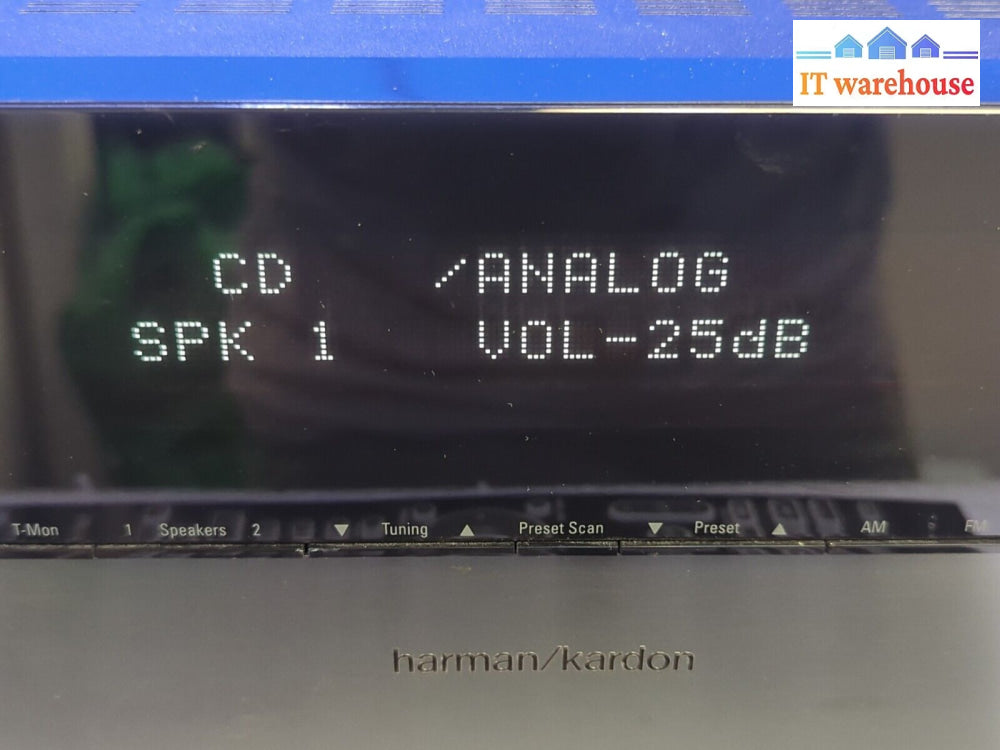 IT warehouse
CD /ANALOG
SPK 1 VOL-25dB
T-Mon 1 Speakers 2 ▼ Tuning ▲ Preset Scan ▼ Preset ▲ AM FM
harman/kardon